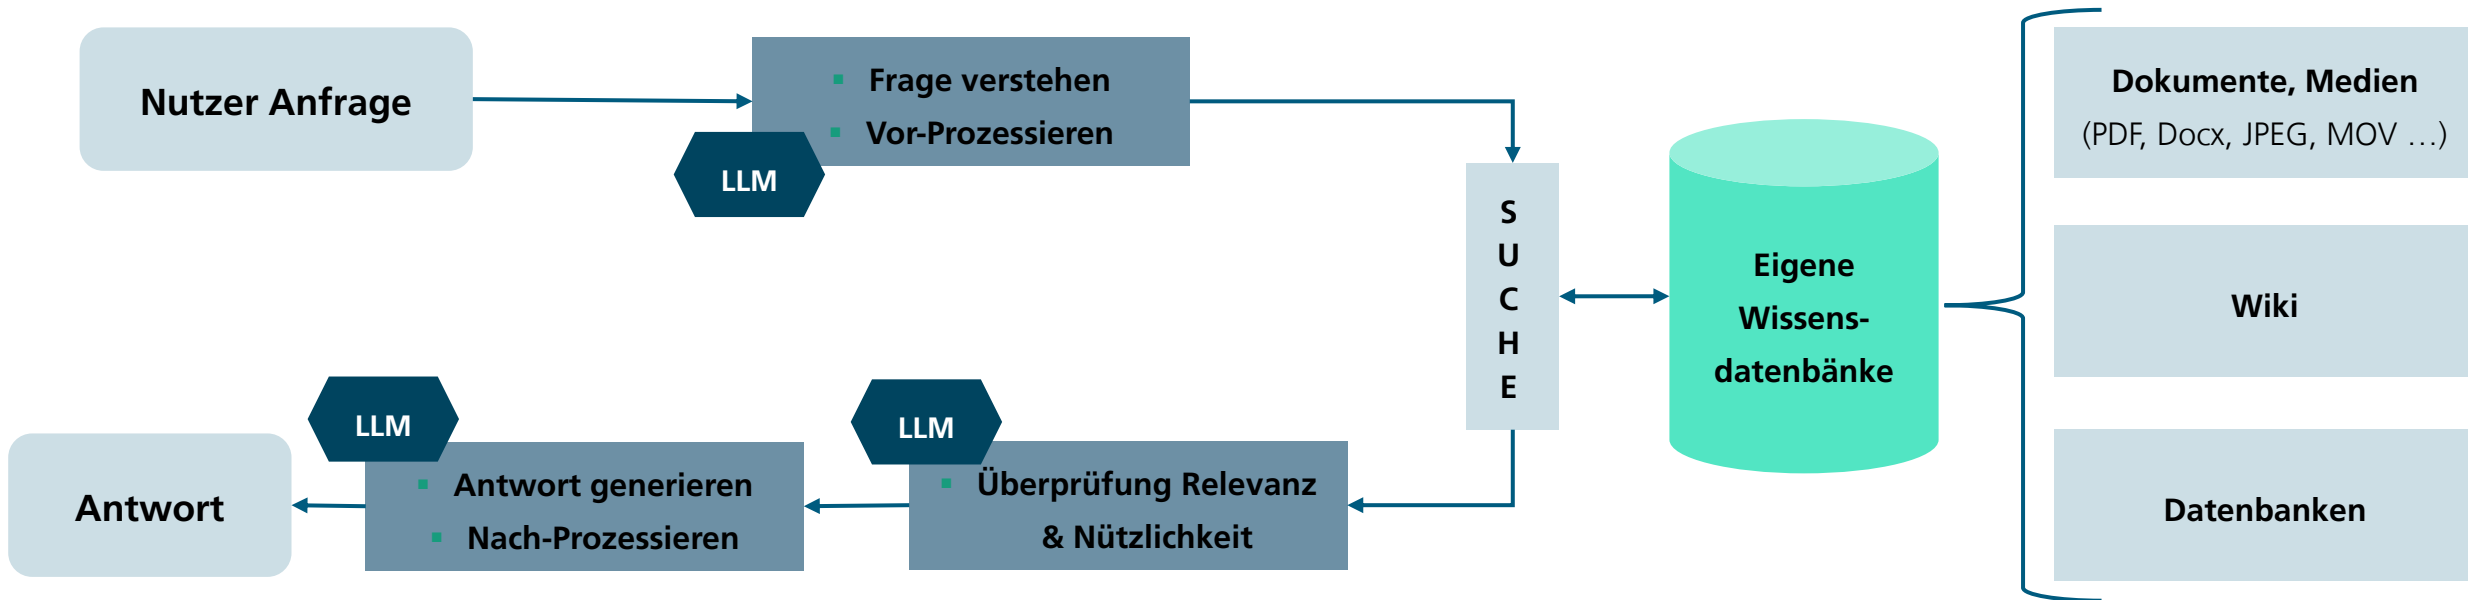 Nutzer Anfrage
▪ Frage verstehen
▪ Vor-Prozessieren
LLM
S
U
C
H
E
Eigene
Wissens-
datenbänke
Dokumente, Medien
(PDF, Docx, JPEG, MOV …)
Wiki
Datenbanken
LLM
▪ Überprüfung Relevanz
& Nützlichkeit
LLM
▪ Antwort generieren
▪ Nach-Prozessieren
Antwort